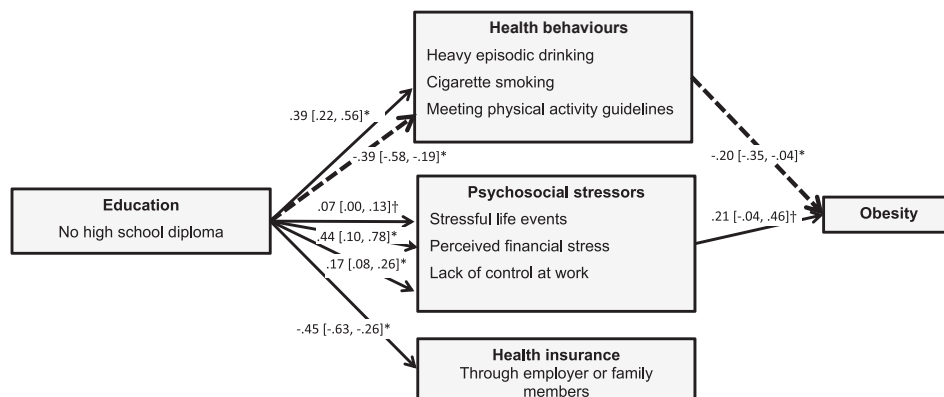 Health behaviours
Heavy episodic drinking
Cigarette smoking
Meeting physical activity guidelines
.39 [.22, .56]*
-.39 [-.58, -.19]*
-.20 [-.35, -.04]*
Education
No high school diploma
.07 [.00, .13]†
.44 [.10, .78]*
.17 [.08, .26]*
Psychosocial stressors
Stressful life events
Perceived financial stress
Lack of control at work
.21 [-.04, .46]†
Obesity
-.45 [-.63, -.26]*
Health insurance
Through employer or family
members